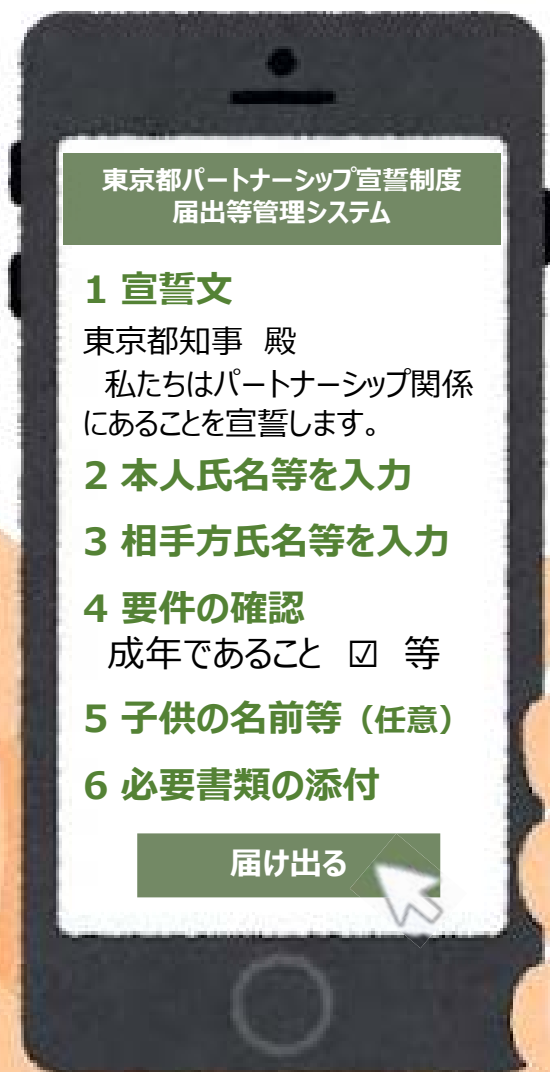 東京都パートナーシップ宣誓制度
届出等管理システム
1 宣誓文
東京都知事　殿
　私たちはパートナーシップ関係
にあることを宣誓します。
2 本人氏名等を入力
3 相手方氏名等を入力
4 要件の確認
成年であること　☑　等
5 子供の名前等（任意）
6 必要書類の添付
届け出る